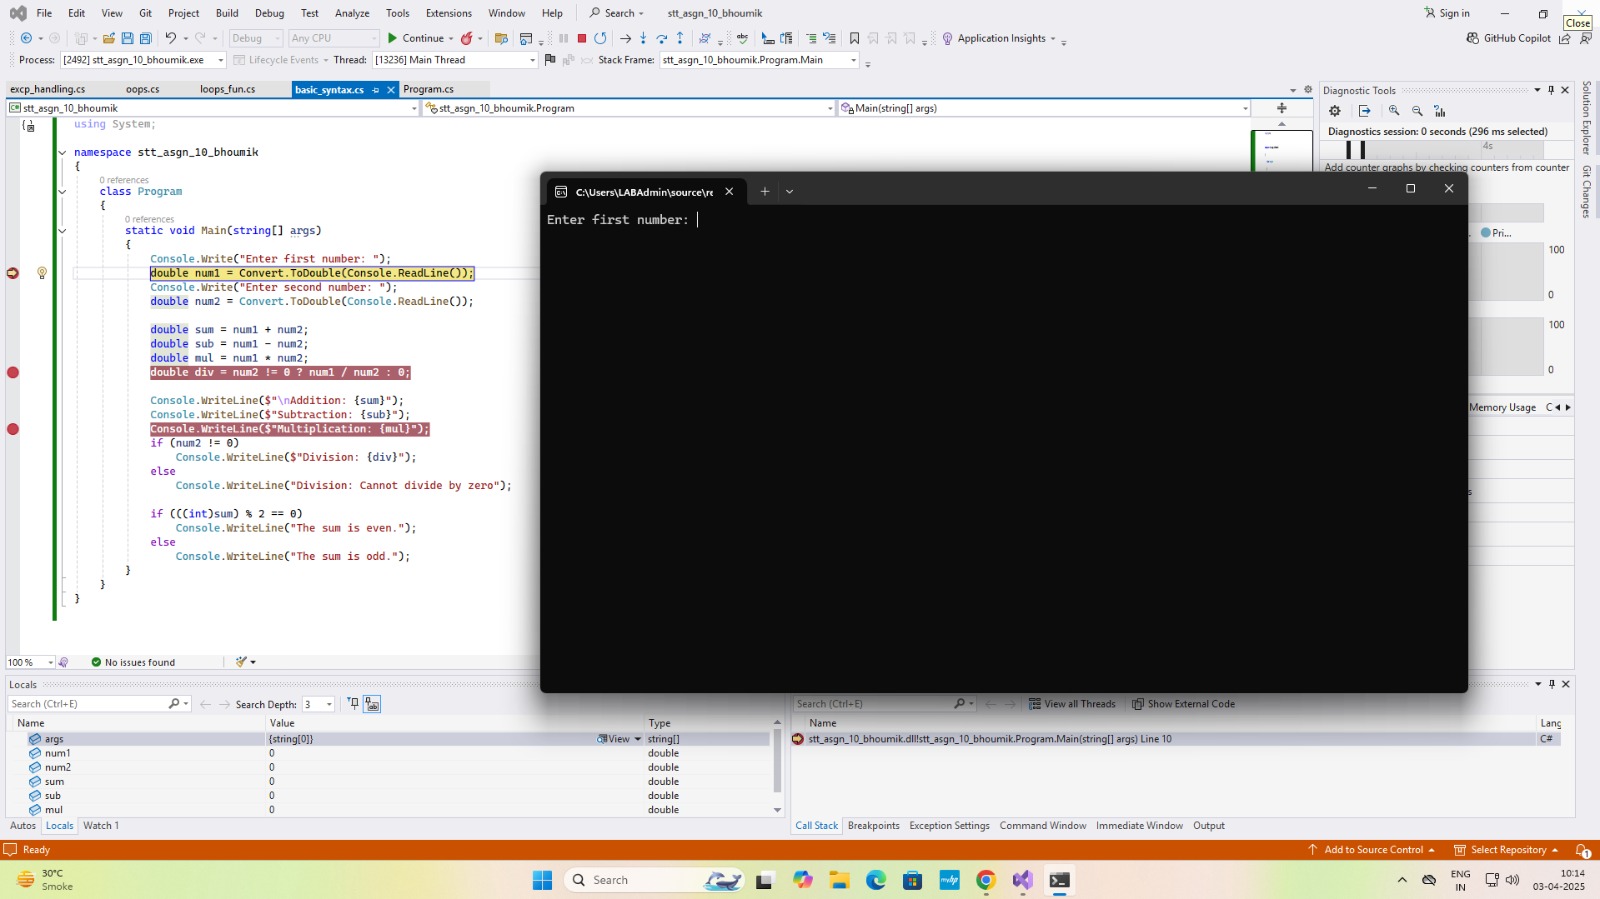 File Edit View Git Project Build Debug Test Analyze Tools Extensions Window Help Search stt_asgn_10_bhoumik Sign in
Close
Debug Any CPU Continue Application Insights GitHub Copilot
Process: [2492] stt_asgn_10_bhoumik.exe Lifecycle Events Thread: [13236] Main Thread Stack Frame: stt_asgn_10_bhoumik.Program.Main
excp_handling.cs oops.cs loops_fun.cs basic_syntax.cs Program.cs
stt_asgn_10_bhoumik stt_asgn_10_bhoumik.Program Main(string[] args)
using System;
namespace stt_asgn_10_bhoumik
{
0 references
class Program
{
0 references
static void Main(string[] args)
{
Console.Write("Enter first number: ");
double num1 = Convert.ToDouble(Console.ReadLine());
Console.Write("Enter second number: ");
double num2 = Convert.ToDouble(Console.ReadLine());
double sum = num1 + num2;
double sub = num1 - num2;
double mul = num1 * num2;
double div = num2 != 0 ? num1 / num2 : 0;
Console.WriteLine($"\nAddition: {sum}");
Console.WriteLine($"Subtraction: {sub}");
Console.WriteLine($"Multiplication: {mul}");
if (num2 != 0)
Console.WriteLine($"Division: {div}");
else
Console.WriteLine("Division: Cannot divide by zero");
if (((int)sum) % 2 == 0)
Console.WriteLine("The sum is even.");
else
Console.WriteLine("The sum is odd.");
}
}
}
C:\Users\LABAdmin\source\re
Enter first number:
Diagnostic Tools
Diagnostics session: 0 seconds (296 ms selected)
4s
Add counter graphs by checking counters from counter
Pri...
100
0
100
0
Memory Usage C
Solution Explorer
Git Changes
100 % No issues found
Locals
Search (Ctrl+E) Search Depth: 3
Name Value Type
args {string[0]} View string[]
num1 0 double
num2 0 double
sum 0 double
sub 0 double
mul 0 double
Autos Locals Watch 1
Search (Ctrl+E) View all Threads Show External Code
Name Lang
stt_asgn_10_bhoumik.dll!stt_asgn_10_bhoumik.Program.Main(string[] args) Line 10 C#
Call Stack Breakpoints Exception Settings Command Window Immediate Window Output
Ready Add to Source Control Select Repository 1
30°C
Smoke
Search
ENG
IN
10:14
03-04-2025